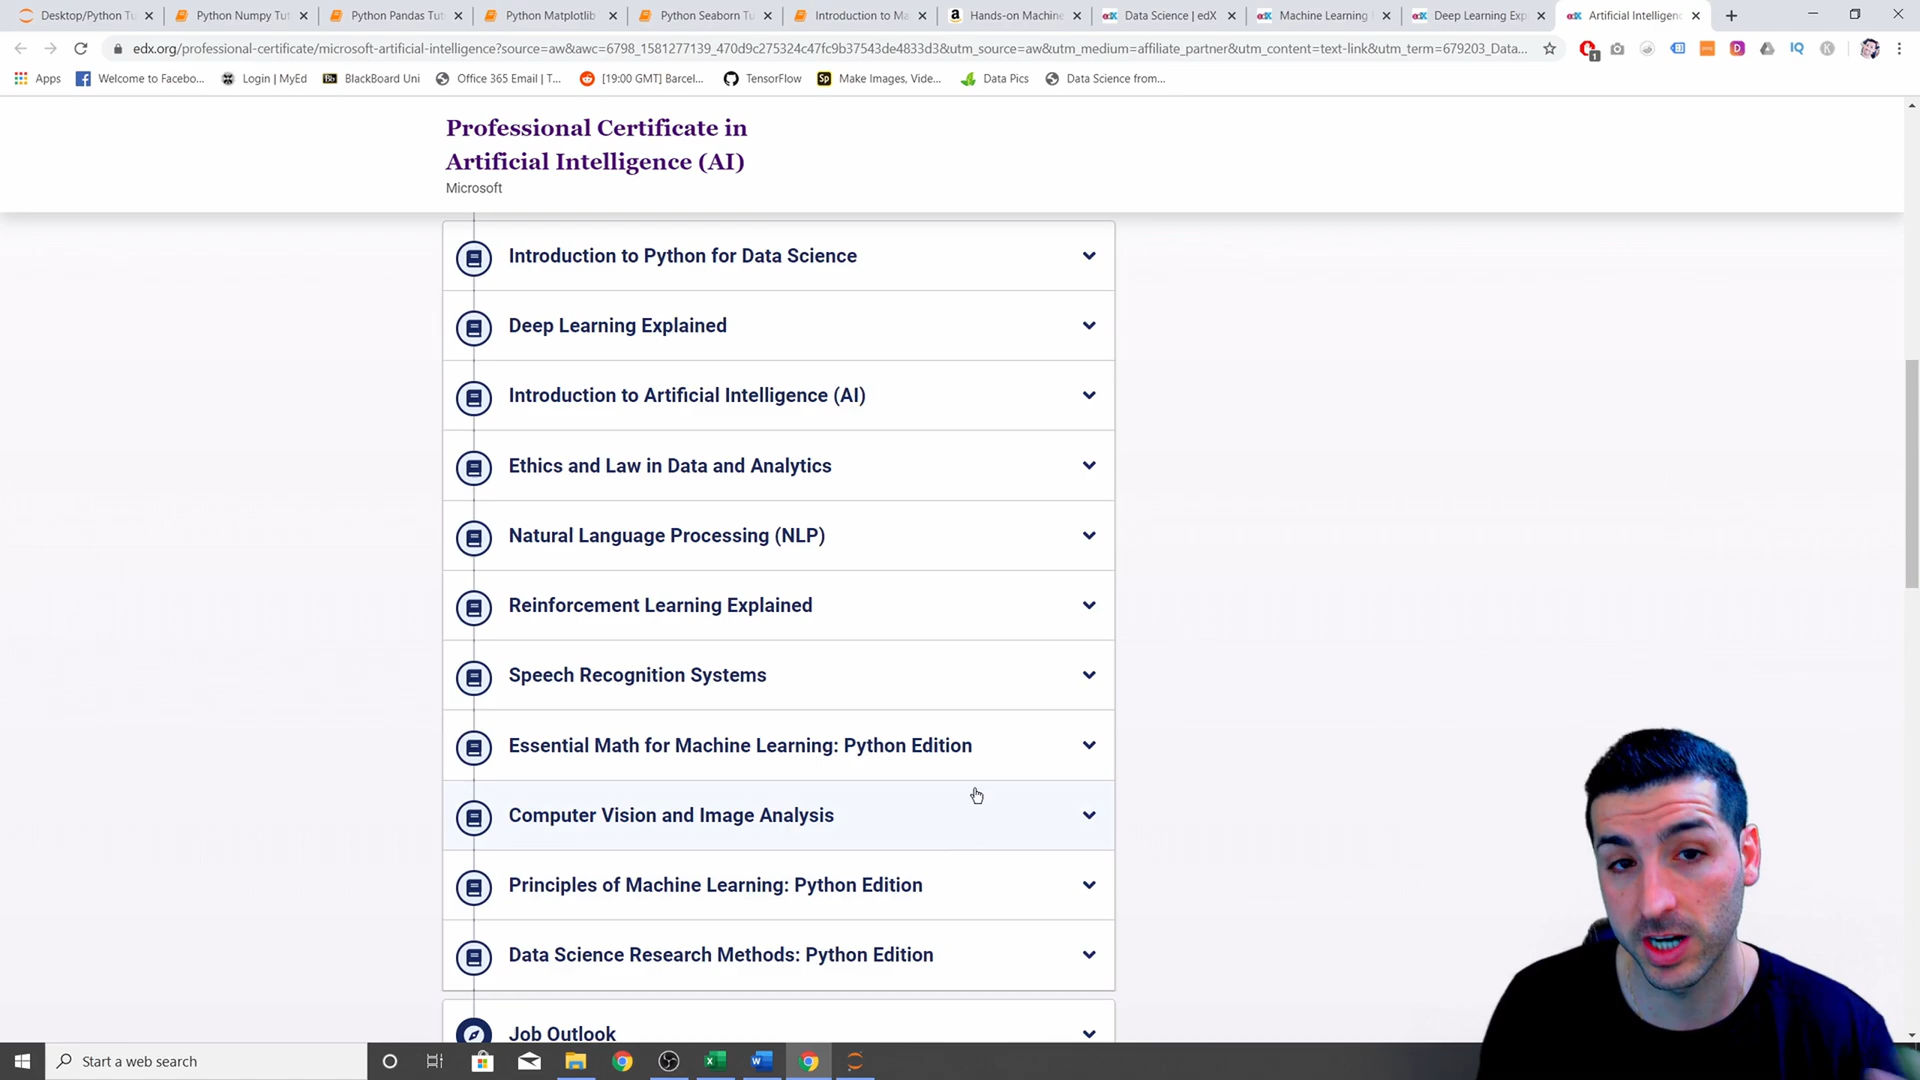 Desktop/Python Tu
Python Numpy Tut
Python Pandas Tuto
Python Matplotlib
Python Seaborn Tu
Introduction to Ma
Hands-on Machine
Data Science | edX
Machine Learning
Deep Learning Exp
Artificial Intelligenc
edx.org/professional-certificate/microsoft-artificial-intelligence?source=aw&awc=6798_1581277139_470d9c275324c47fc9b37543de4833d3&utm_source=aw&utm_medium=affiliate_partner&utm_content=text-link&utm_term=679203_Data...
Apps
Welcome to Facebo...
Login | MyEd
BlackBoard Uni
Office 365 Email | T...
[19:00 GMT] Barcel...
TensorFlow
Make Images, Vide...
Data Pics
Data Science from...
Professional Certificate in
Artificial Intelligence (AI)
Microsoft
Introduction to Python for Data Science
Deep Learning Explained
Introduction to Artificial Intelligence (AI)
Ethics and Law in Data and Analytics
Natural Language Processing (NLP)
Reinforcement Learning Explained
Speech Recognition Systems
Essential Math for Machine Learning: Python Edition
Computer Vision and Image Analysis
Principles of Machine Learning: Python Edition
Data Science Research Methods: Python Edition
Job Outlook
Start a web search